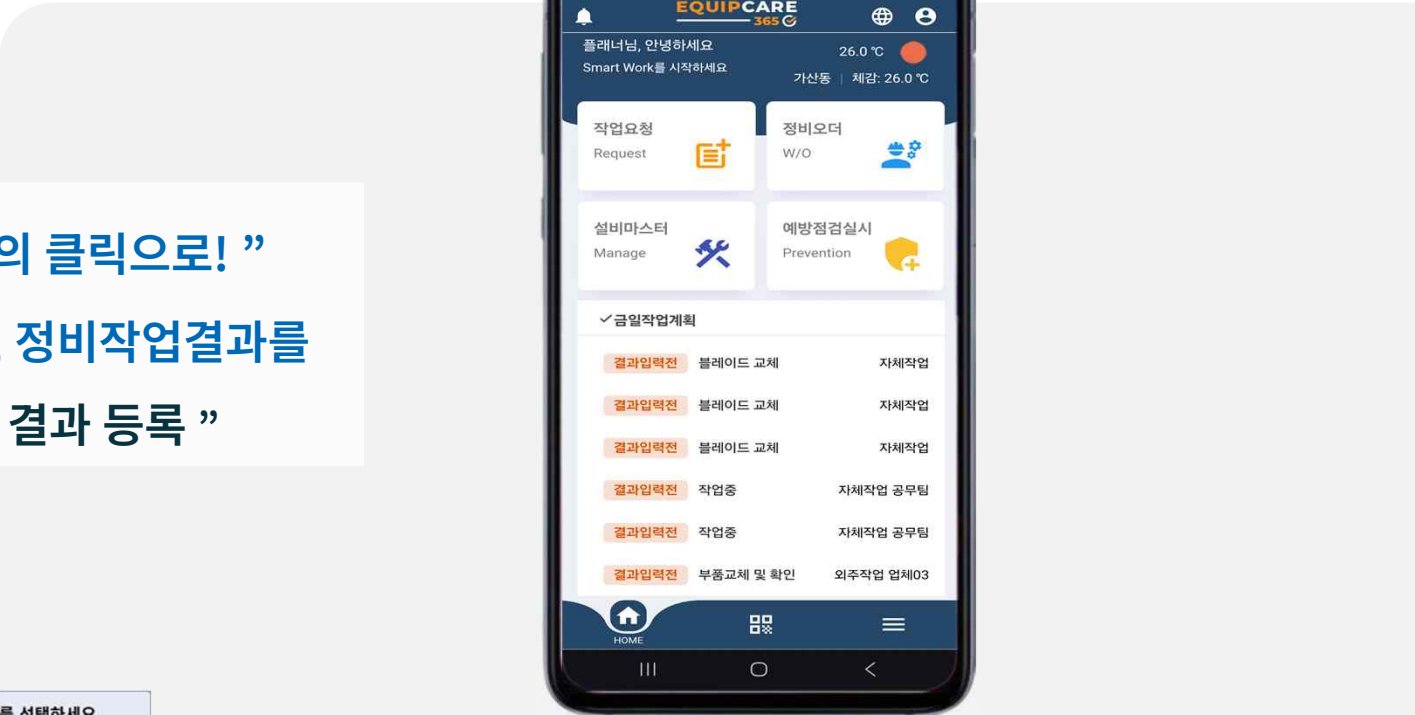 의 클릭으로! ”
정비작업결과를
결과 등록 ”
를 선택하세요
EQUIPCARE
365
플래너님, 안녕하세요
Smart Work를 시작하세요
26.0 ℃
가산동 | 체감: 26.0 ℃
작업요청
Request
정비오더
W/O
설비마스터
Manage
예방점검실시
Prevention
금일작업계획
결과입력전 블레이드 교체 자체작업
결과입력전 블레이드 교체 자체작업
결과입력전 블레이드 교체 자체작업
결과입력전 작업중 자체작업 공무팀
결과입력전 작업중 자체작업 공무팀
결과입력전 부품교체 및 확인 외주작업 업체03
HOME